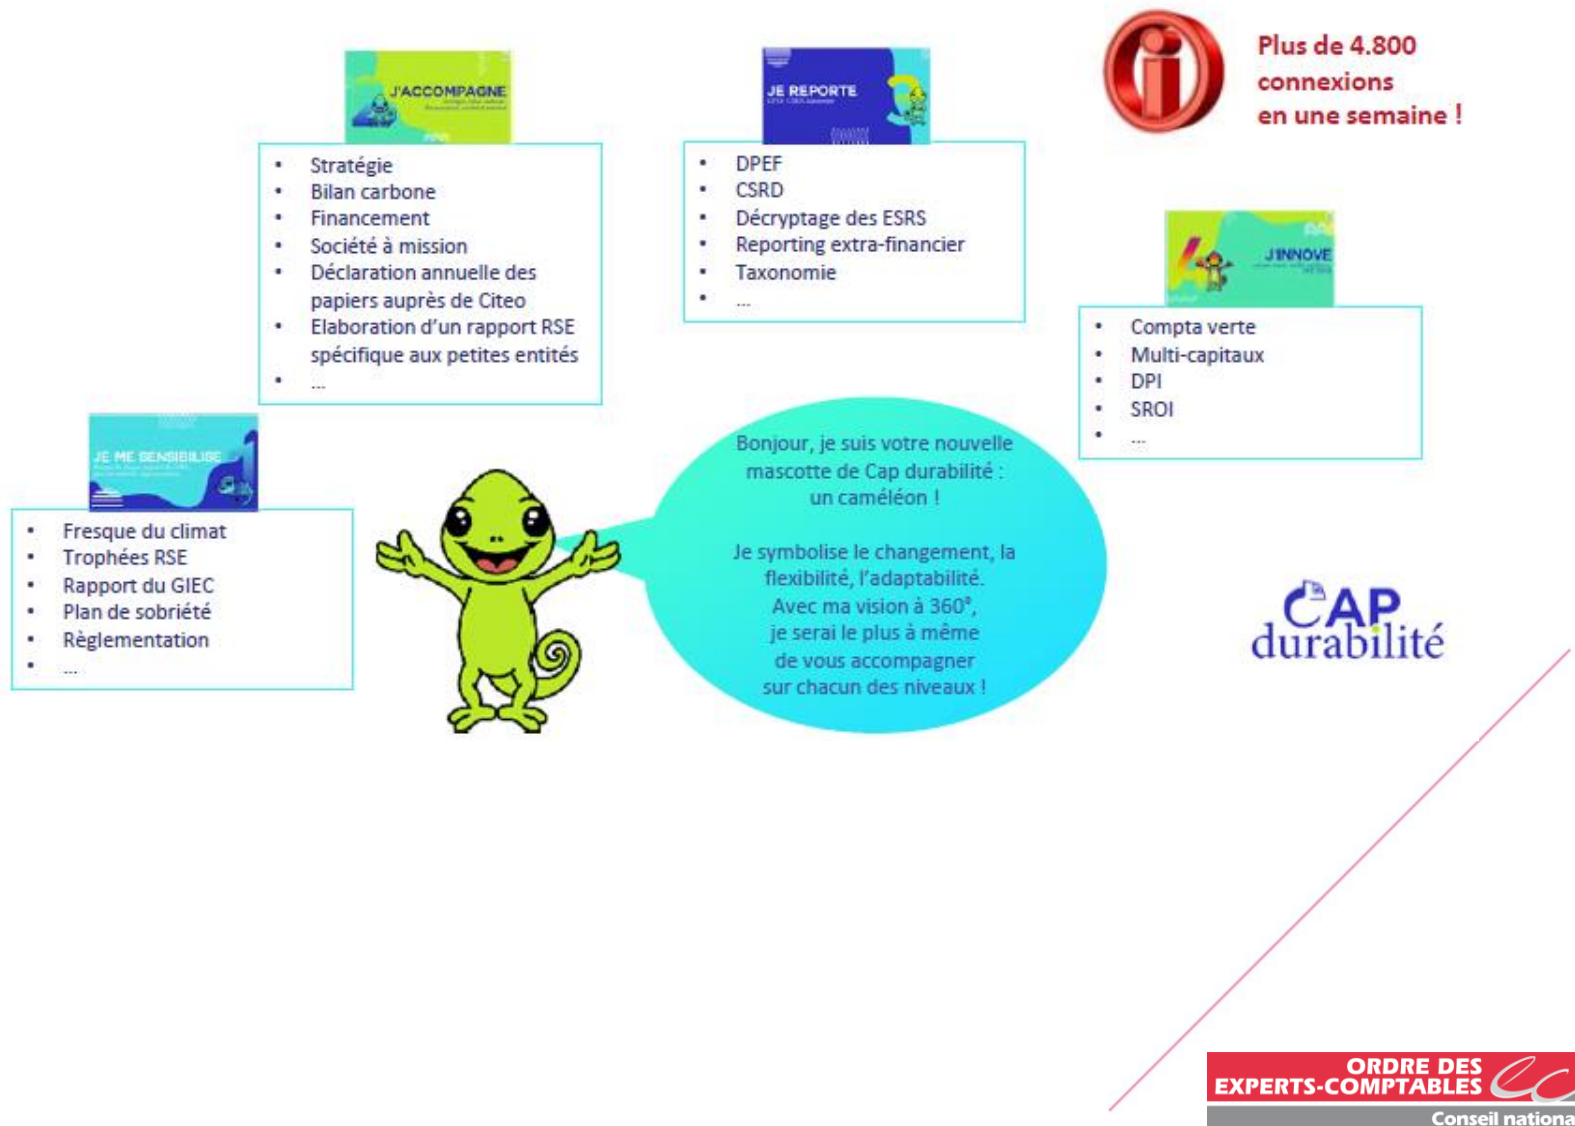 Plus de 4.800
connexions
en une semaine !
J'ACCOMPAGNE
• Stratégie
• Bilan carbone
• Financement
• Société à mission
• Déclaration annuelle des
papiers auprès de Citeo
• Elaboration d'un rapport RSE
spécifique aux petites entités
• ...
JE REPORTE
• DPEF
• CSRD
• Décryptage des ESRS
• Reporting extra-financier
• Taxonomie
• ...
4
J'INNOVE
• Compta verte
• Multi-capitaux
• DPI
• SROI
• ...
JE ME SENSIBILISE
• Fresque du climat
• Trophées RSE
• Rapport du GIEC
• Plan de sobriété
• Règlementation
• ...
Bonjour, je suis votre nouvelle
mascotte de Cap durabilité :
un caméléon !
Je symbolise le changement, la
flexibilité, l'adaptabilité.
Avec ma vision à 360°,
je serai le plus à même
de vous accompagner
sur chacun des niveaux !
CAP
durabilité
ORDRE DES
EXPERTS-COMPTABLES
Conseil nationa